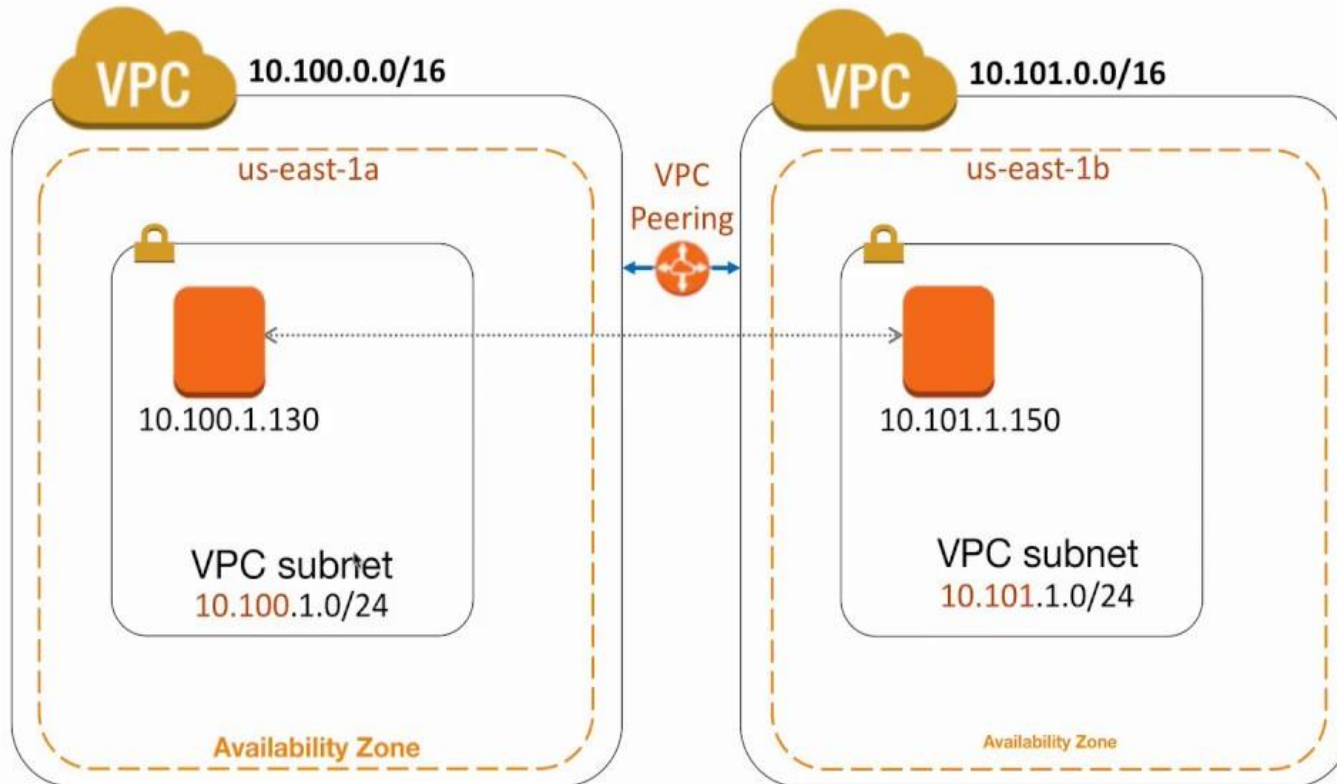 VPC
10.100.0.0/16
us-east-1a
10.100.1.130
VPC subnet
10.100.1.0/24
Availability Zone
VPC
Peering
VPC
10.101.0.0/16
us-east-1b
10.101.1.150
VPC subnet
10.101.1.0/24
Availability Zone